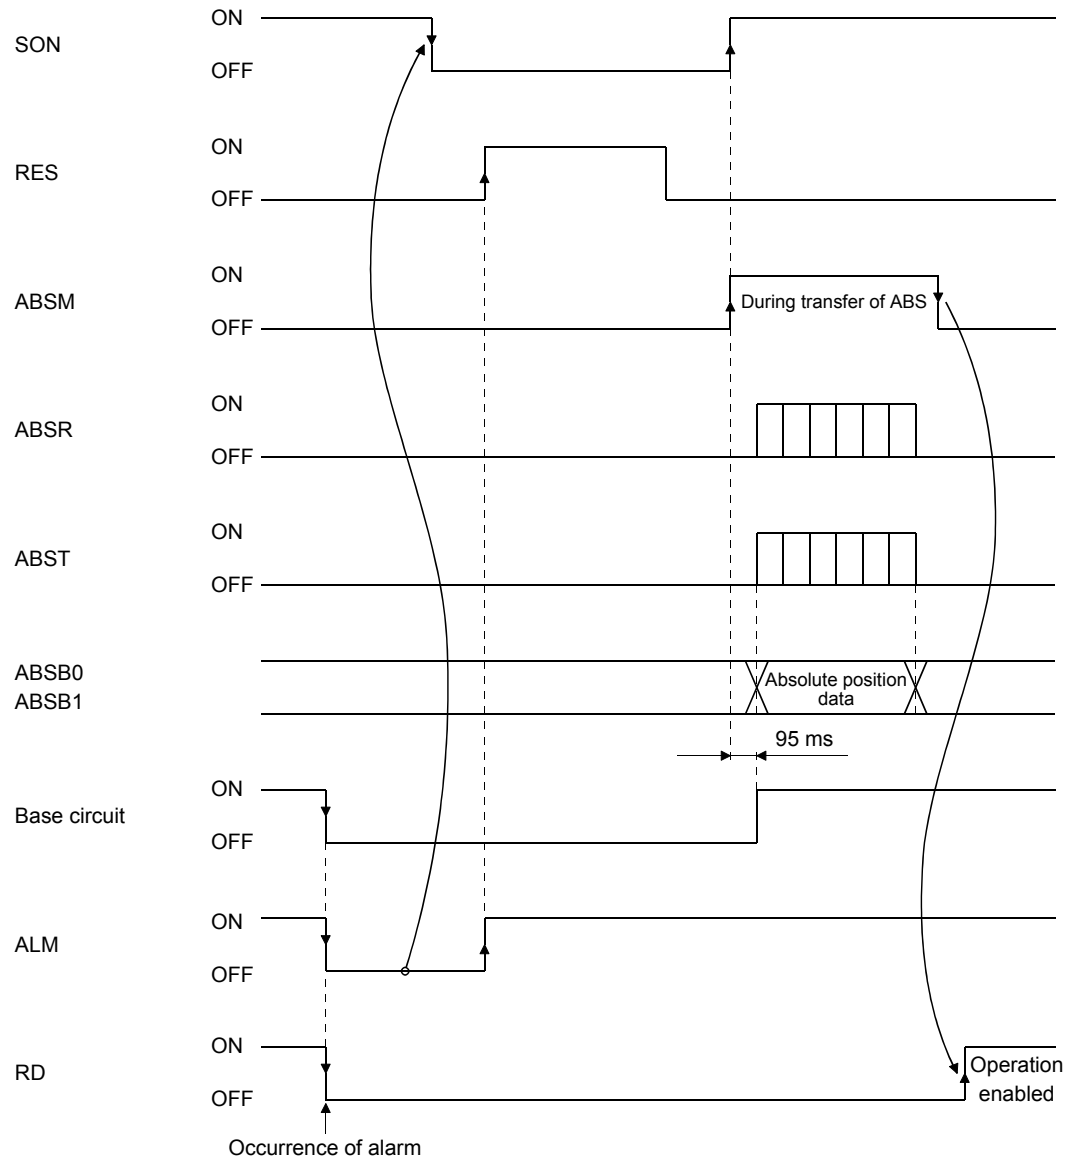 SON
ON
OFF
RES
ON
OFF
ABSM
ON
OFF
During transfer of ABS
ABSR
ON
OFF
ABST
ON
OFF
ABSB0
ABSB1
Absolute position
data
95 ms
Base circuit
ON
OFF
ALM
ON
OFF
RD
ON
OFF
Operation
enabled
Occurrence of alarm